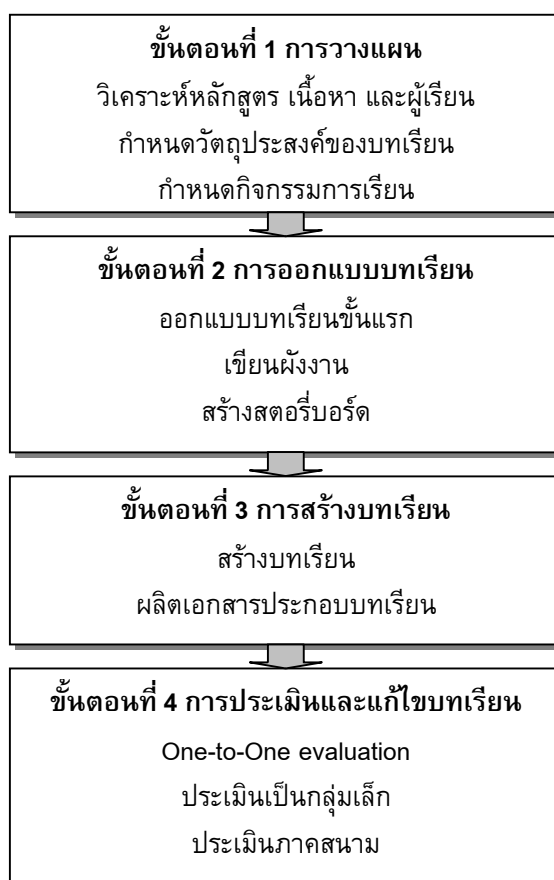 ขั้นตอนที่ 1 การวางแผน
วิเคราะห์หลักสูตร เนื้อหา และผู้เรียน
กำหนดวัตถุประสงค์ของบทเรียน
กำหนดกิจกรรมการเรียน
ขั้นตอนที่ 2 การออกแบบบทเรียน
ออกแบบบทเรียนขั้นแรก
เขียนผังงาน
สร้างสตอรี่บอร์ด
ขั้นตอนที่ 3 การสร้างบทเรียน
สร้างบทเรียน
ผลิตเอกสารประกอบบทเรียน
ขั้นตอนที่ 4 การประเมินและแก้ไขบทเรียน
One-to-One evaluation
ประเมินเป็นกลุ่มเล็ก
ประเมินภาคสนาม